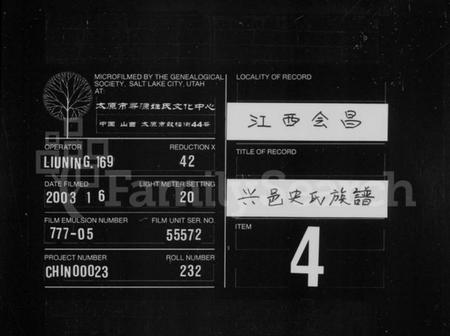 MICROFILMED BY THE GENEALOGICAL
SOCIETY, SALT LAKE CITY, UTAH
AT:
太原市寻源姓氏文化中心
中国 山西 太原市敦化街44号
OPERATOR
LIUNING, 169
REDUCTION X
42
DATE FILMED
2003 1 6
LIGHT METER SETTING
20
FILM EMULSION NUMBER
777-05
FILM UNIT SER. NO.
55572
PROJECT NUMBER
CHIN00023
ROLL NUMBER
232
LOCALITY OF RECORD
江西会昌
TITLE OF RECORD
兴邑史氏族譜
ITEM
4
FamilySearch